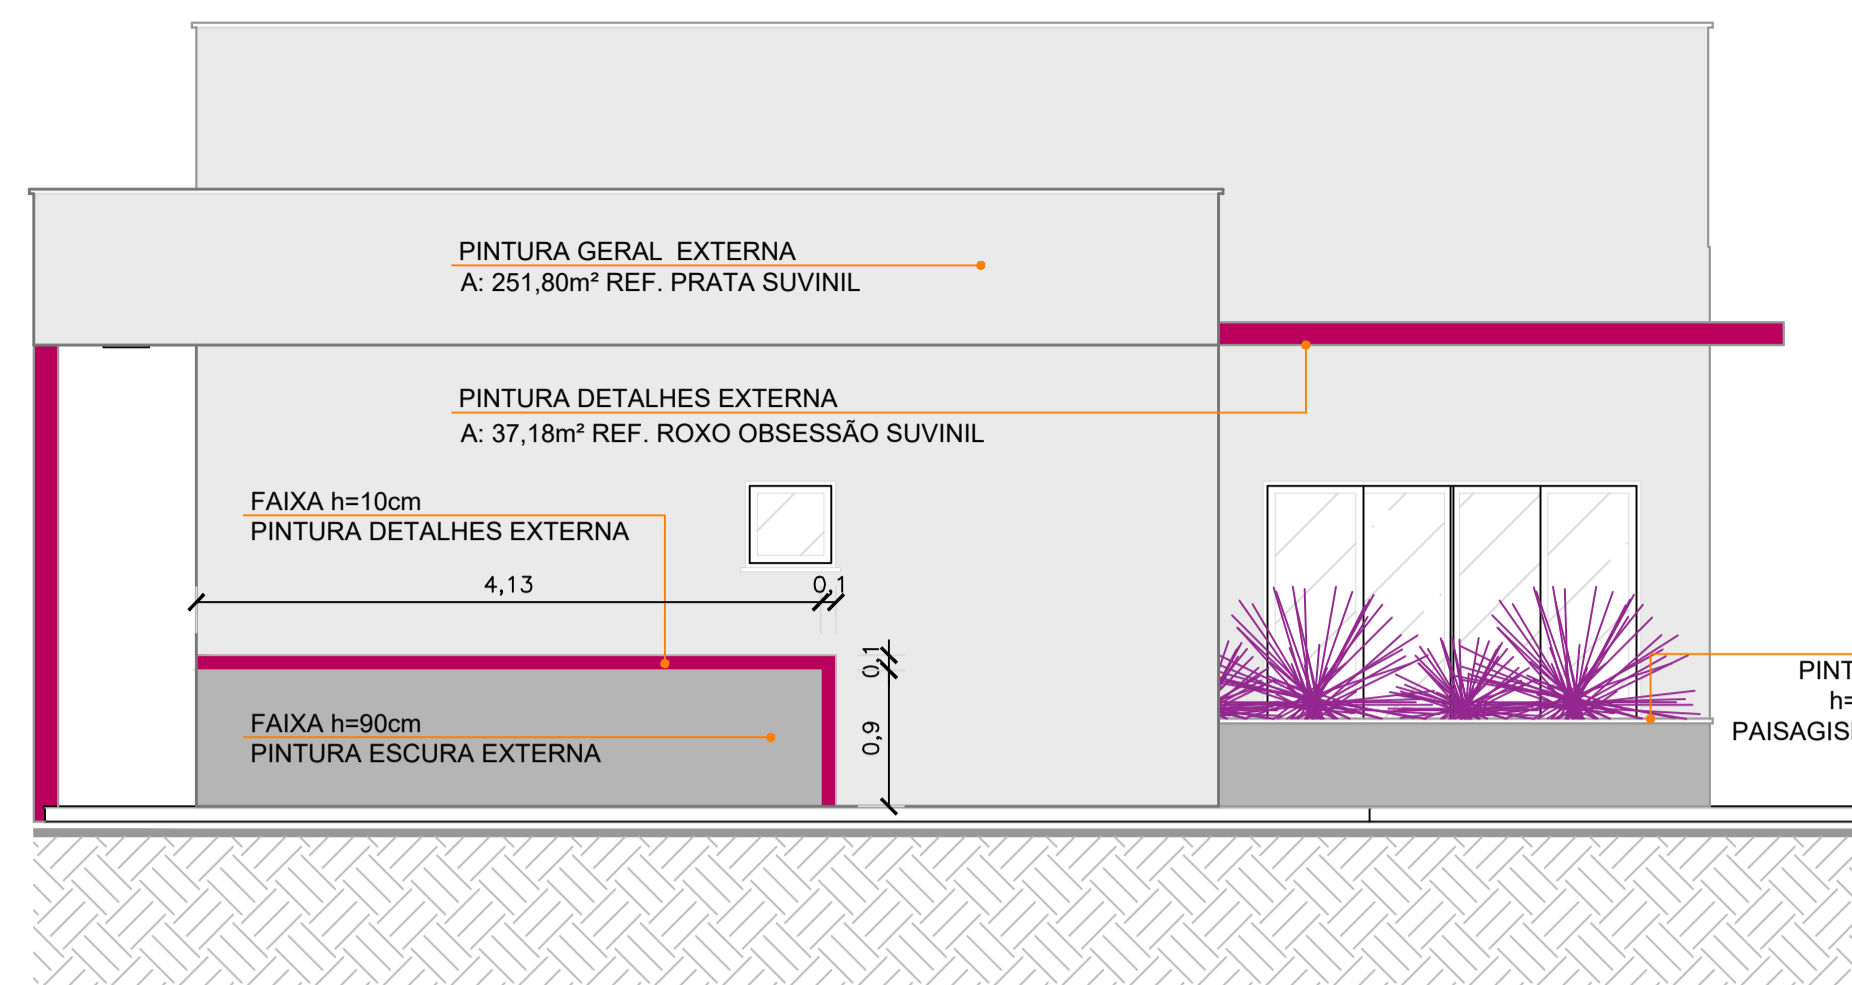 PINTURA GERAL  EXTERNA
A: 251,80m² REF. PRATA SUVINIL
PINTURA DETALHES EXTERNA
A: 37,18m² REF. ROXO OBSESSÃO SUVINIL
FAIXA h=10cm
PINTURA DETALHES EXTERNA
4,13
0,1
0,1
0,9
FAIXA h=90cm
PINTURA ESCURA EXTERNA
h=